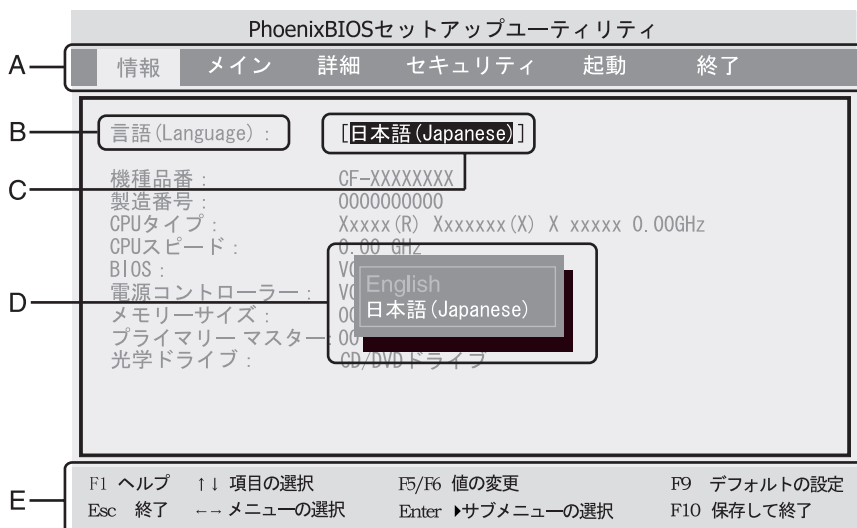 PhoenixBIOSセットアップユーティリティ
A 情報 メイン 詳細 セキュリティ 起動 終了
B 言語(Language) : [日本語(Japanese)]
C
機種品番 : CF-XXXXXXXX
製造番号 : 0000000000
CPUタイプ : Xxxxx(R) Xxxxxxx(X) X xxxxx 0.00GHz
CPUスピード : 0.00 GHz
BIOS :
D
電源コントローラー :
メモリーサイズ :
プライマリー マスター: 00
光学ドライブ : CD/DVDドライブ
English
日本語(Japanese)
E
F1 ヘルプ ↑↓ 項目の選択 F5/F6 値の変更 F9 デフォルトの設定
Esc 終了 ←→ メニューの選択 Enter ▶サブメニューの選択 F10 保存して終了